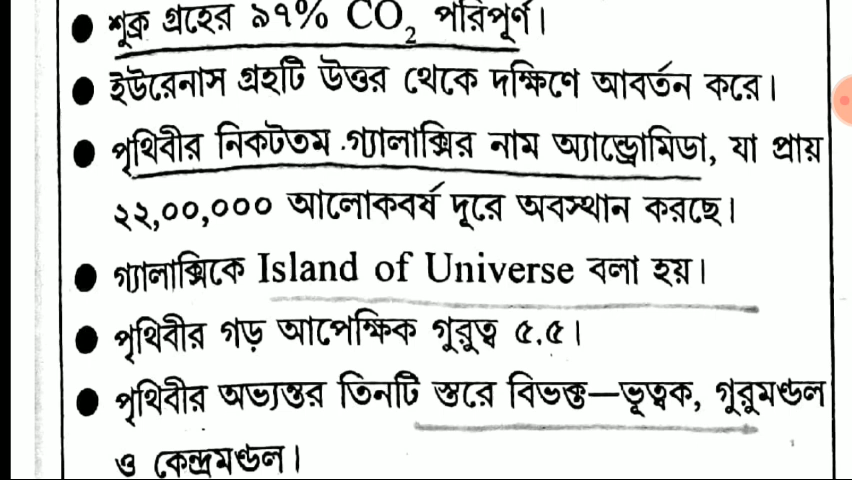 ● শুক্র গ্রহের ৯৭% CO₂ পরিপূর্ণ।
● ইউরেনাস গ্রহটি উত্তর থেকে দক্ষিণে আবর্তন করে।
● পৃথিবীর নিকটতম গ্যালাক্সির নাম অ্যান্ড্রোমিডা, যা প্রায়
২২,০০,০০০ আলোকবর্ষ দূরে অবস্থান করছে।
● গ্যালাক্সিকে Island of Universe বলা হয়।
● পৃথিবীর গড় আপেক্ষিক গুরুত্ব ৫.৫।
● পৃথিবীর অভ্যন্তর তিনটি স্তরে বিভক্ত—ভূত্বক, গুরুমণ্ডল
ও কেন্দ্রমণ্ডল।